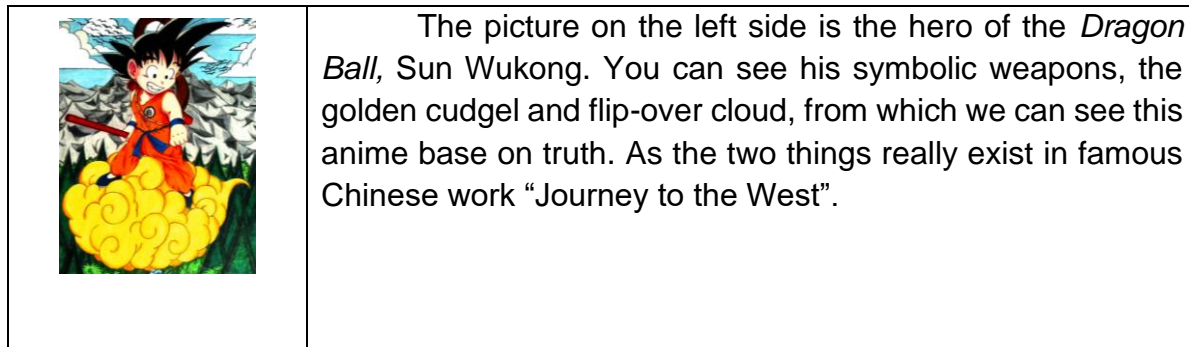 The picture on the left side is the hero of the Dragon
Ball, Sun Wukong. You can see his symbolic weapons, the
golden cudgel and flip-over cloud, from which we can see this
anime base on truth. As the two things really exist in famous
Chinese work “Journey to the West”.